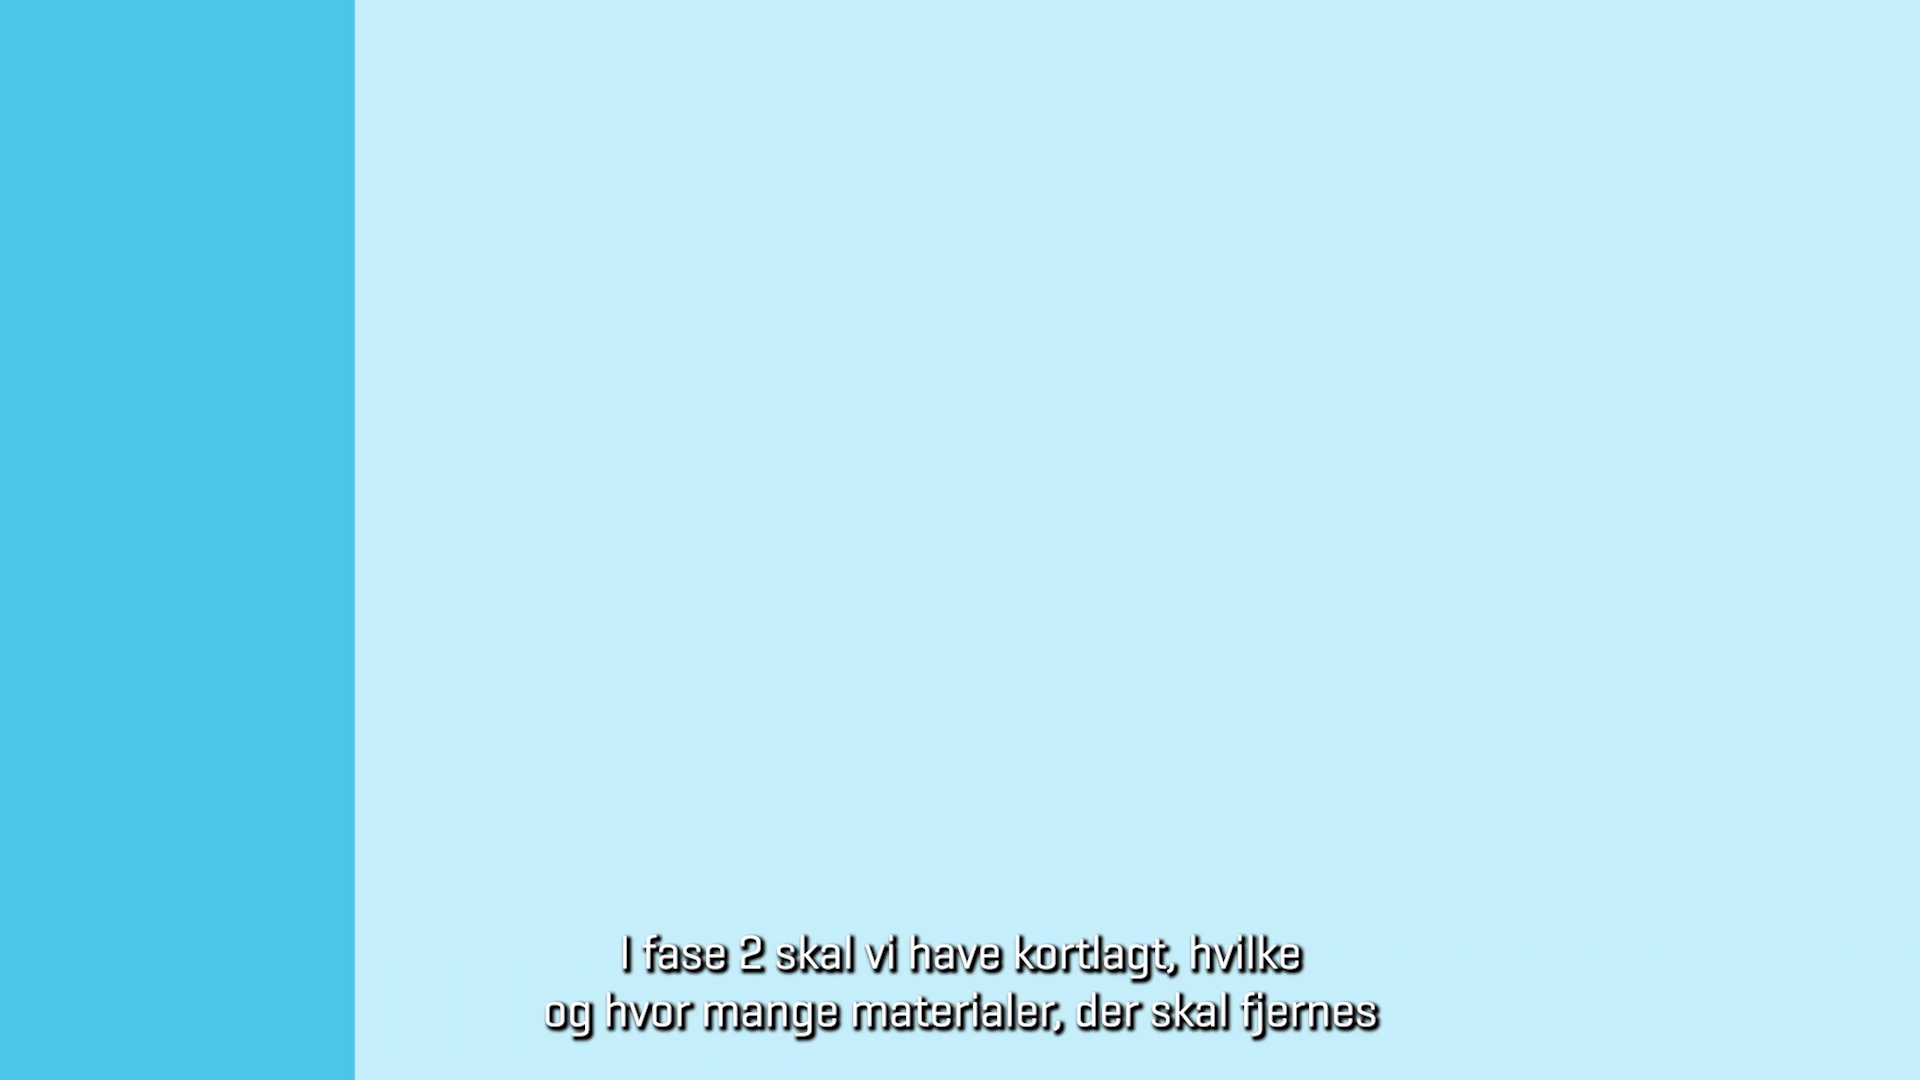 I fase 2 skal vi have kortlagt, hvilke
og hvor mange materialer, der skal fjernes